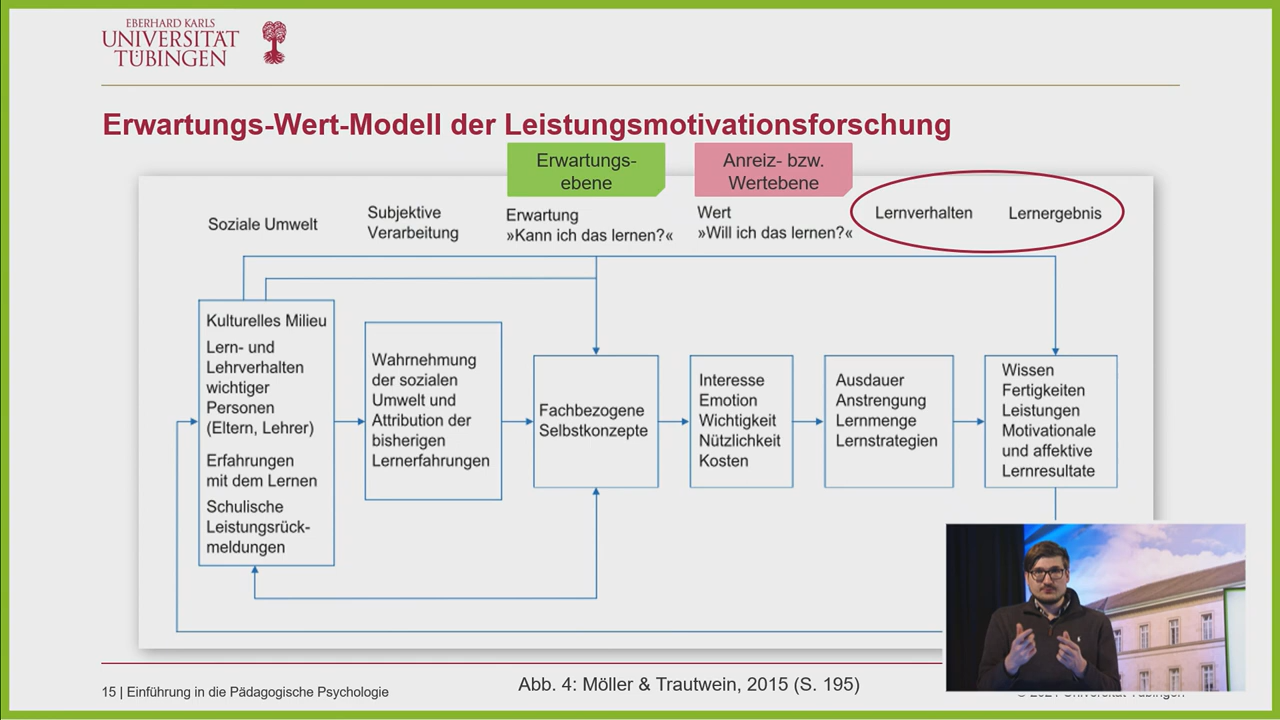 EBERHARD KARLS
UNIVERSITÄT
TÜBINGEN
Erwartungs-Wert-Modell der Leistungsmotivationsforschung
Erwartungs-
ebene
Anreiz- bzw.
Wertebene
Soziale Umwelt
Subjektive
Verarbeitung
Erwartung
»Kann ich das lernen?«
Wert
»Will ich das lernen?«
Lernverhalten
Lernergebnis
Kulturelles Milieu
Lern- und
Lehrverhalten
wichtiger
Personen
(Eltern, Lehrer)
Erfahrungen
mit dem Lernen
Schulische
Leistungsrück-
meldungen
Wahrnehmung
der sozialen
Umwelt und
Attribution der
bisherigen
Lernerfahrungen
Fachbezogene
Selbstkonzepte
Interesse
Emotion
Wichtigkeit
Nützlichkeit
Kosten
Ausdauer
Anstrengung
Lernmenge
Lernstrategien
Wissen
Fertigkeiten
Leistungen
Motivationale
und affektive
Lernresultate
15 | Einführung in die Pädagogische Psychologie
Abb. 4: Möller & Trautwein, 2015 (S. 195)